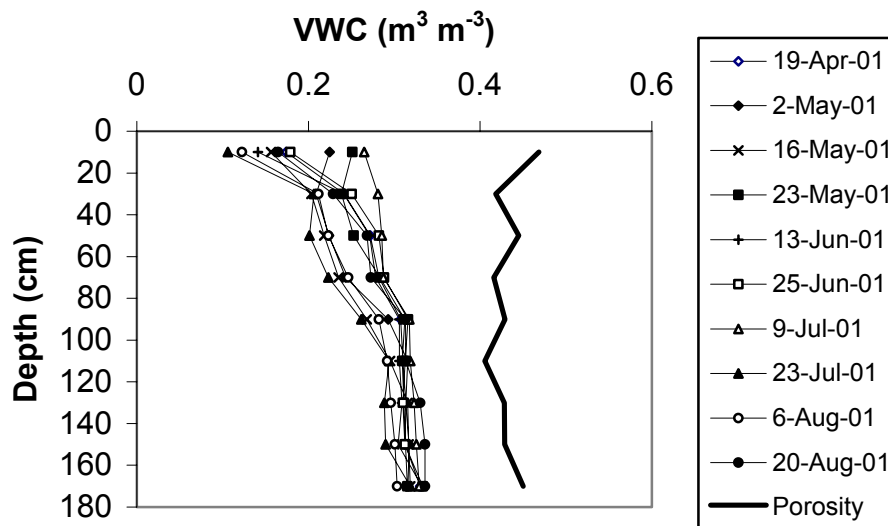 VWC (m³ m⁻³)
0 0.2 0.4 0.6
Depth (cm)
0
20
40
60
80
100
120
140
160
180
19-Apr-01
2-May-01
16-May-01
23-May-01
13-Jun-01
25-Jun-01
9-Jul-01
23-Jul-01
6-Aug-01
20-Aug-01
Porosity